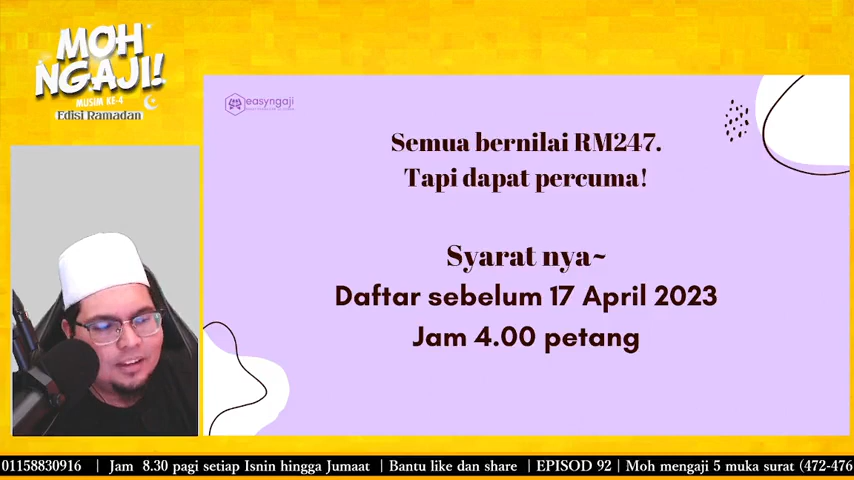 MOH
NGAJI!
MUSIM KE-4
Edisi Ramadan
easyngaji
Semua bernilai RM247.
Tapi dapat percuma!
Syarat nya~
Daftar sebelum 17 April 2023
Jam 4.00 petang
01158830916 | Jam 8.30 pagi setiap Isnin hingga Jumaat | Bantu like dan share | EPISOD 92 | Moh mengaji 5 muka surat (472-476